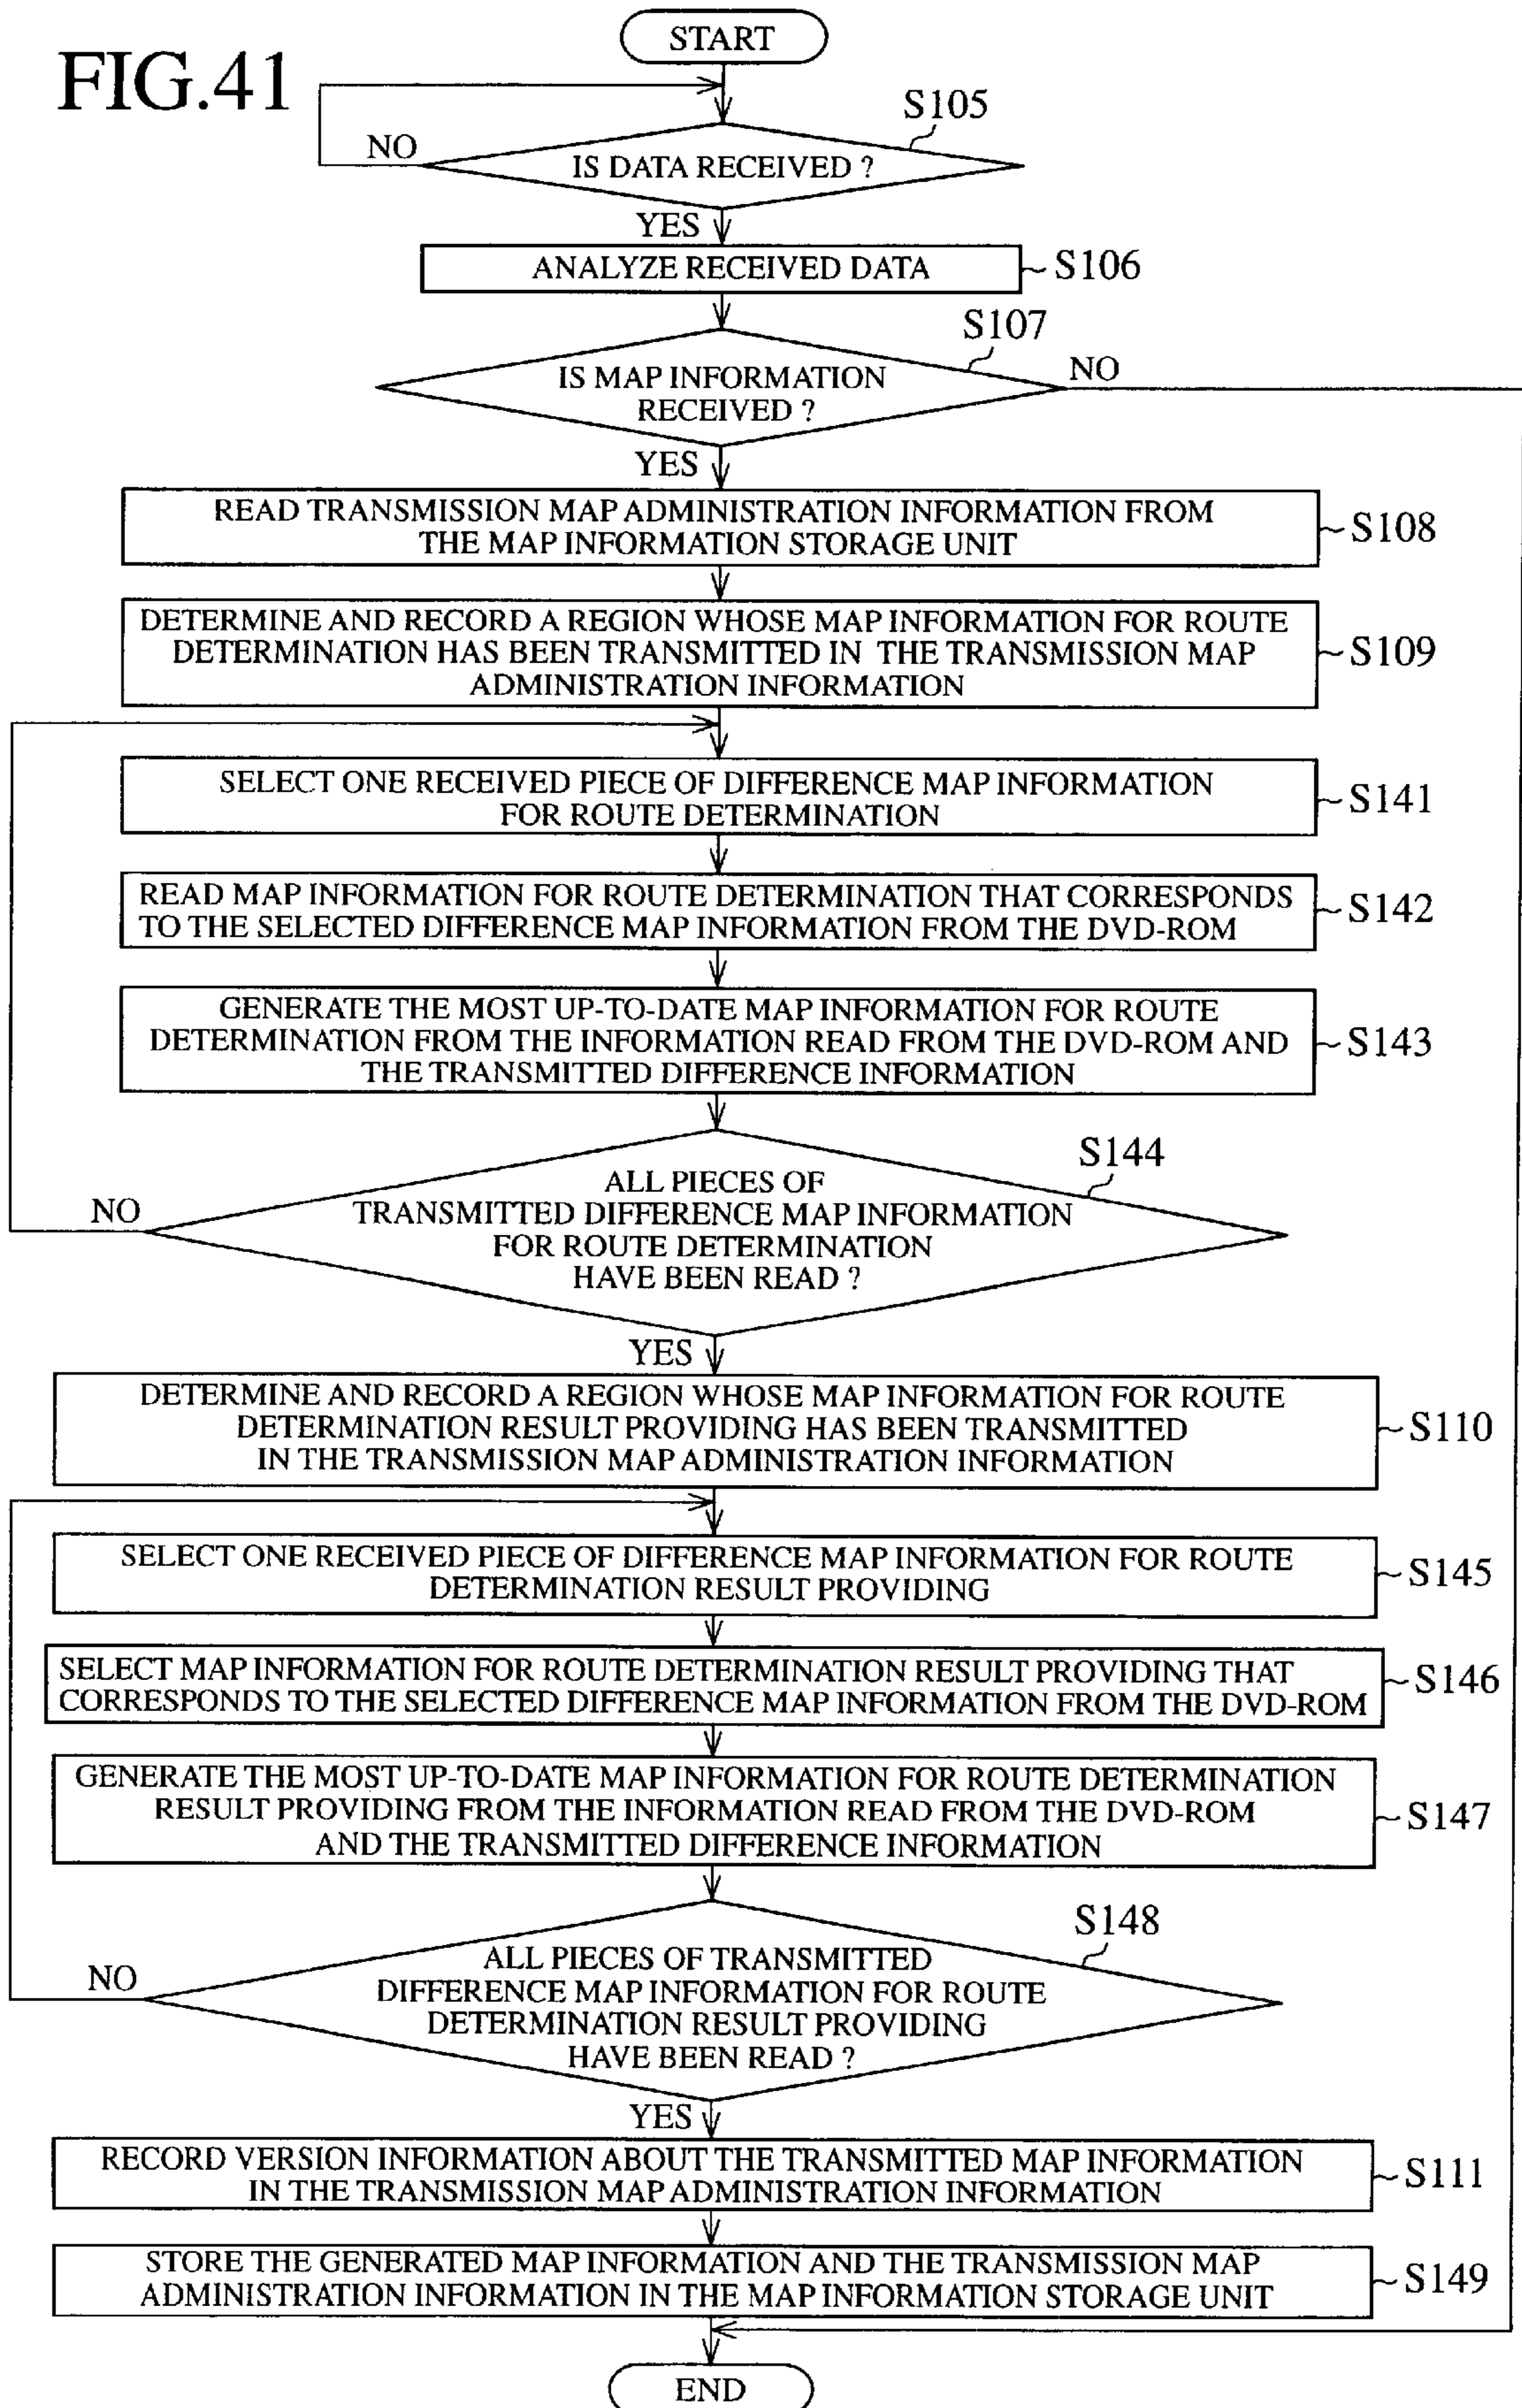 FIG.41
START
S105
NO
IS DATA RECEIVED ?
YES
ANALYZE RECEIVED DATA
S106
S107
NO
IS MAP INFORMATION
RECEIVED ?
YES
READ TRANSMISSION MAP ADMINISTRATION INFORMATION FROM
THE MAP INFORMATION STORAGE UNIT
S108
DETERMINE AND RECORD A REGION WHOSE MAP INFORMATION FOR ROUTE
DETERMINATION HAS BEEN TRANSMITTED IN THE TRANSMISSION MAP
ADMINISTRATION INFORMATION
S109
SELECT ONE RECEIVED PIECE OF DIFFERENCE MAP INFORMATION
FOR ROUTE DETERMINATION
S141
READ MAP INFORMATION FOR ROUTE DETERMINATION THAT CORRESPONDS
TO THE SELECTED DIFFERENCE MAP INFORMATION FROM THE DVD-ROM
S142
GENERATE THE MOST UP-TO-DATE MAP INFORMATION FOR ROUTE
DETERMINATION FROM THE INFORMATION READ FROM THE DVD-ROM AND
THE TRANSMITTED DIFFERENCE INFORMATION
S143
S144
NO
ALL PIECES OF
TRANSMITTED DIFFERENCE MAP INFORMATION
FOR ROUTE DETERMINATION
HAVE BEEN READ ?
YES
DETERMINE AND RECORD A REGION WHOSE MAP INFORMATION FOR ROUTE
DETERMINATION RESULT PROVIDING HAS BEEN TRANSMITTED
IN THE TRANSMISSION MAP ADMINISTRATION INFORMATION
S110
SELECT ONE RECEIVED PIECE OF DIFFERENCE MAP INFORMATION FOR ROUTE
DETERMINATION RESULT PROVIDING
S145
SELECT MAP INFORMATION FOR ROUTE DETERMINATION RESULT PROVIDING THAT
CORRESPONDS TO THE SELECTED DIFFERENCE MAP INFORMATION FROM THE DVD-ROM
S146
GENERATE THE MOST UP-TO-DATE MAP INFORMATION FOR ROUTE DETERMINATION
RESULT PROVIDING FROM THE INFORMATION READ FROM THE DVD-ROM
AND THE TRANSMITTED DIFFERENCE INFORMATION
S147
S148
NO
ALL PIECES OF TRANSMITTED
DIFFERENCE MAP INFORMATION FOR ROUTE
DETERMINATION RESULT PROVIDING
HAVE BEEN READ ?
YES
RECORD VERSION INFORMATION ABOUT THE TRANSMITTED MAP INFORMATION
IN THE TRANSMISSION MAP ADMINISTRATION INFORMATION
S111
STORE THE GENERATED MAP INFORMATION AND THE TRANSMISSION MAP
ADMINISTRATION INFORMATION IN THE MAP INFORMATION STORAGE UNIT
S149
END